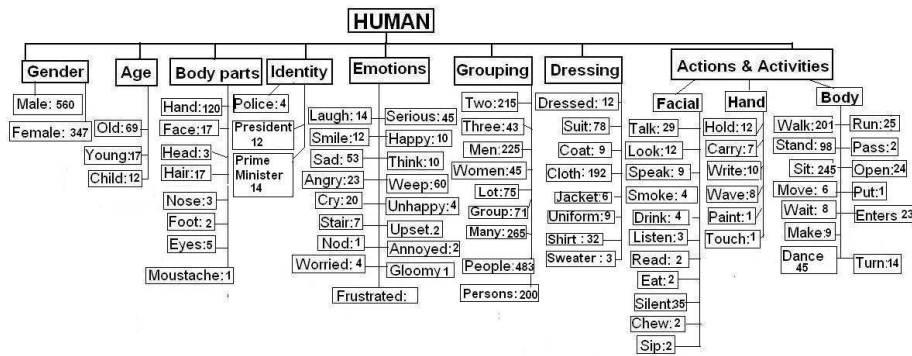 HUMAN
Gender
Male: 560
Female: 347
Age
Old: 69
Young:17
Child: 12
Body parts
Hand:120
Face: 17
Head: 3
Hair: 17
Nose: 3
Foot: 2
Eyes: 5
Moustache: 1
Identity
Police: 4
President
12
Prime
Minister
14
Emotions
Laugh: 14
Smile: 12
Sad: 53
Angry: 23
Cry: 20
Stair: 7
Nod: 1
Worried: 4
Frustrated:
Serious: 45
Happy: 10
Think: 10
Weep:60
Unhappy: 4
Upset. 2
Annoyed: 2
Gloomy 1
Grouping
Two: 215
Three: 43
Men: 225
Women: 45
Lot: 75
Group: 71
Many: 265
People: 483
Persons: 200
Dressing
Dressed: 12
Suit: 78
Coat: 9
Cloth: 192
Jacket: 6
Uniform: 9
Shirt : 32
Sweater : 3
Actions & Activities
Facial
Talk: 29
Look: 12
Speak: 9
Smoke: 4
Drink: 4
Listen: 3
Read: 2
Eat: 2
Silent:35
Chew: 2
Sip: 2
Hand
Hold: 12
Carry: 7
Write: 10
Wave: 8
Paint: 1
Touch: 1
Body
Walk: 201
Stand: 98
Sit: 245
Move: 6
Wait: 8
Make: 9
Dance
45
Run: 25
Pass: 2
Open: 24
Put: 1
Enters 23
Turn: 14